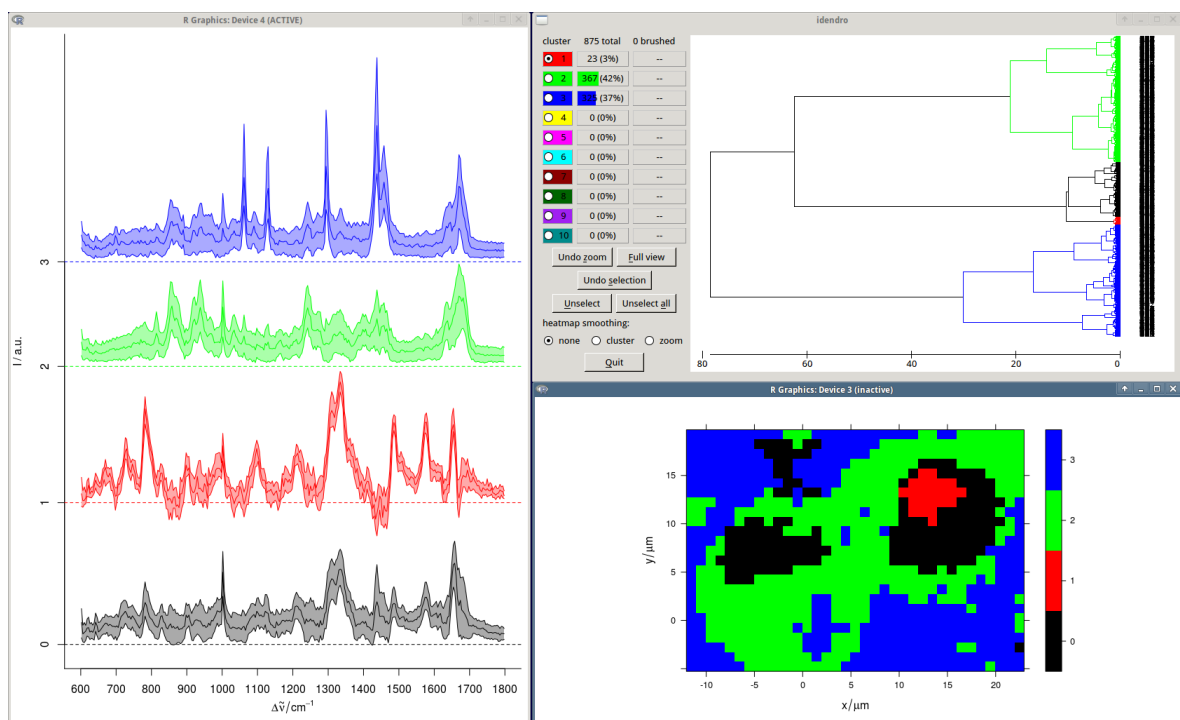 R Graphics: Device 4 (ACTIVE)
I / a.u.
3
2
1
0
600 700 800 900 1000 1100 1200 1300 1400 1500 1600 1700 1800
Δν̃/cm⁻¹
idendro
cluster 875 total 0 brushed
1 23 (3%) --
2 367 (42%) --
3 (37%) --
4 0 (0%) --
5 0 (0%) --
6 0 (0%) --
7 0 (0%) --
8 0 (0%) --
9 0 (0%) --
10 0 (0%) --
Undo zoom Full view
Undo selection
Unselect Unselect all
heatmap smoothing:
none cluster zoom
Quit
80 60 40 20 0
R Graphics: Device 3 (inactive)
y/μm
15
10
5
0
-10 -5 0 5 10 15 20
x/μm
3
2
1
0